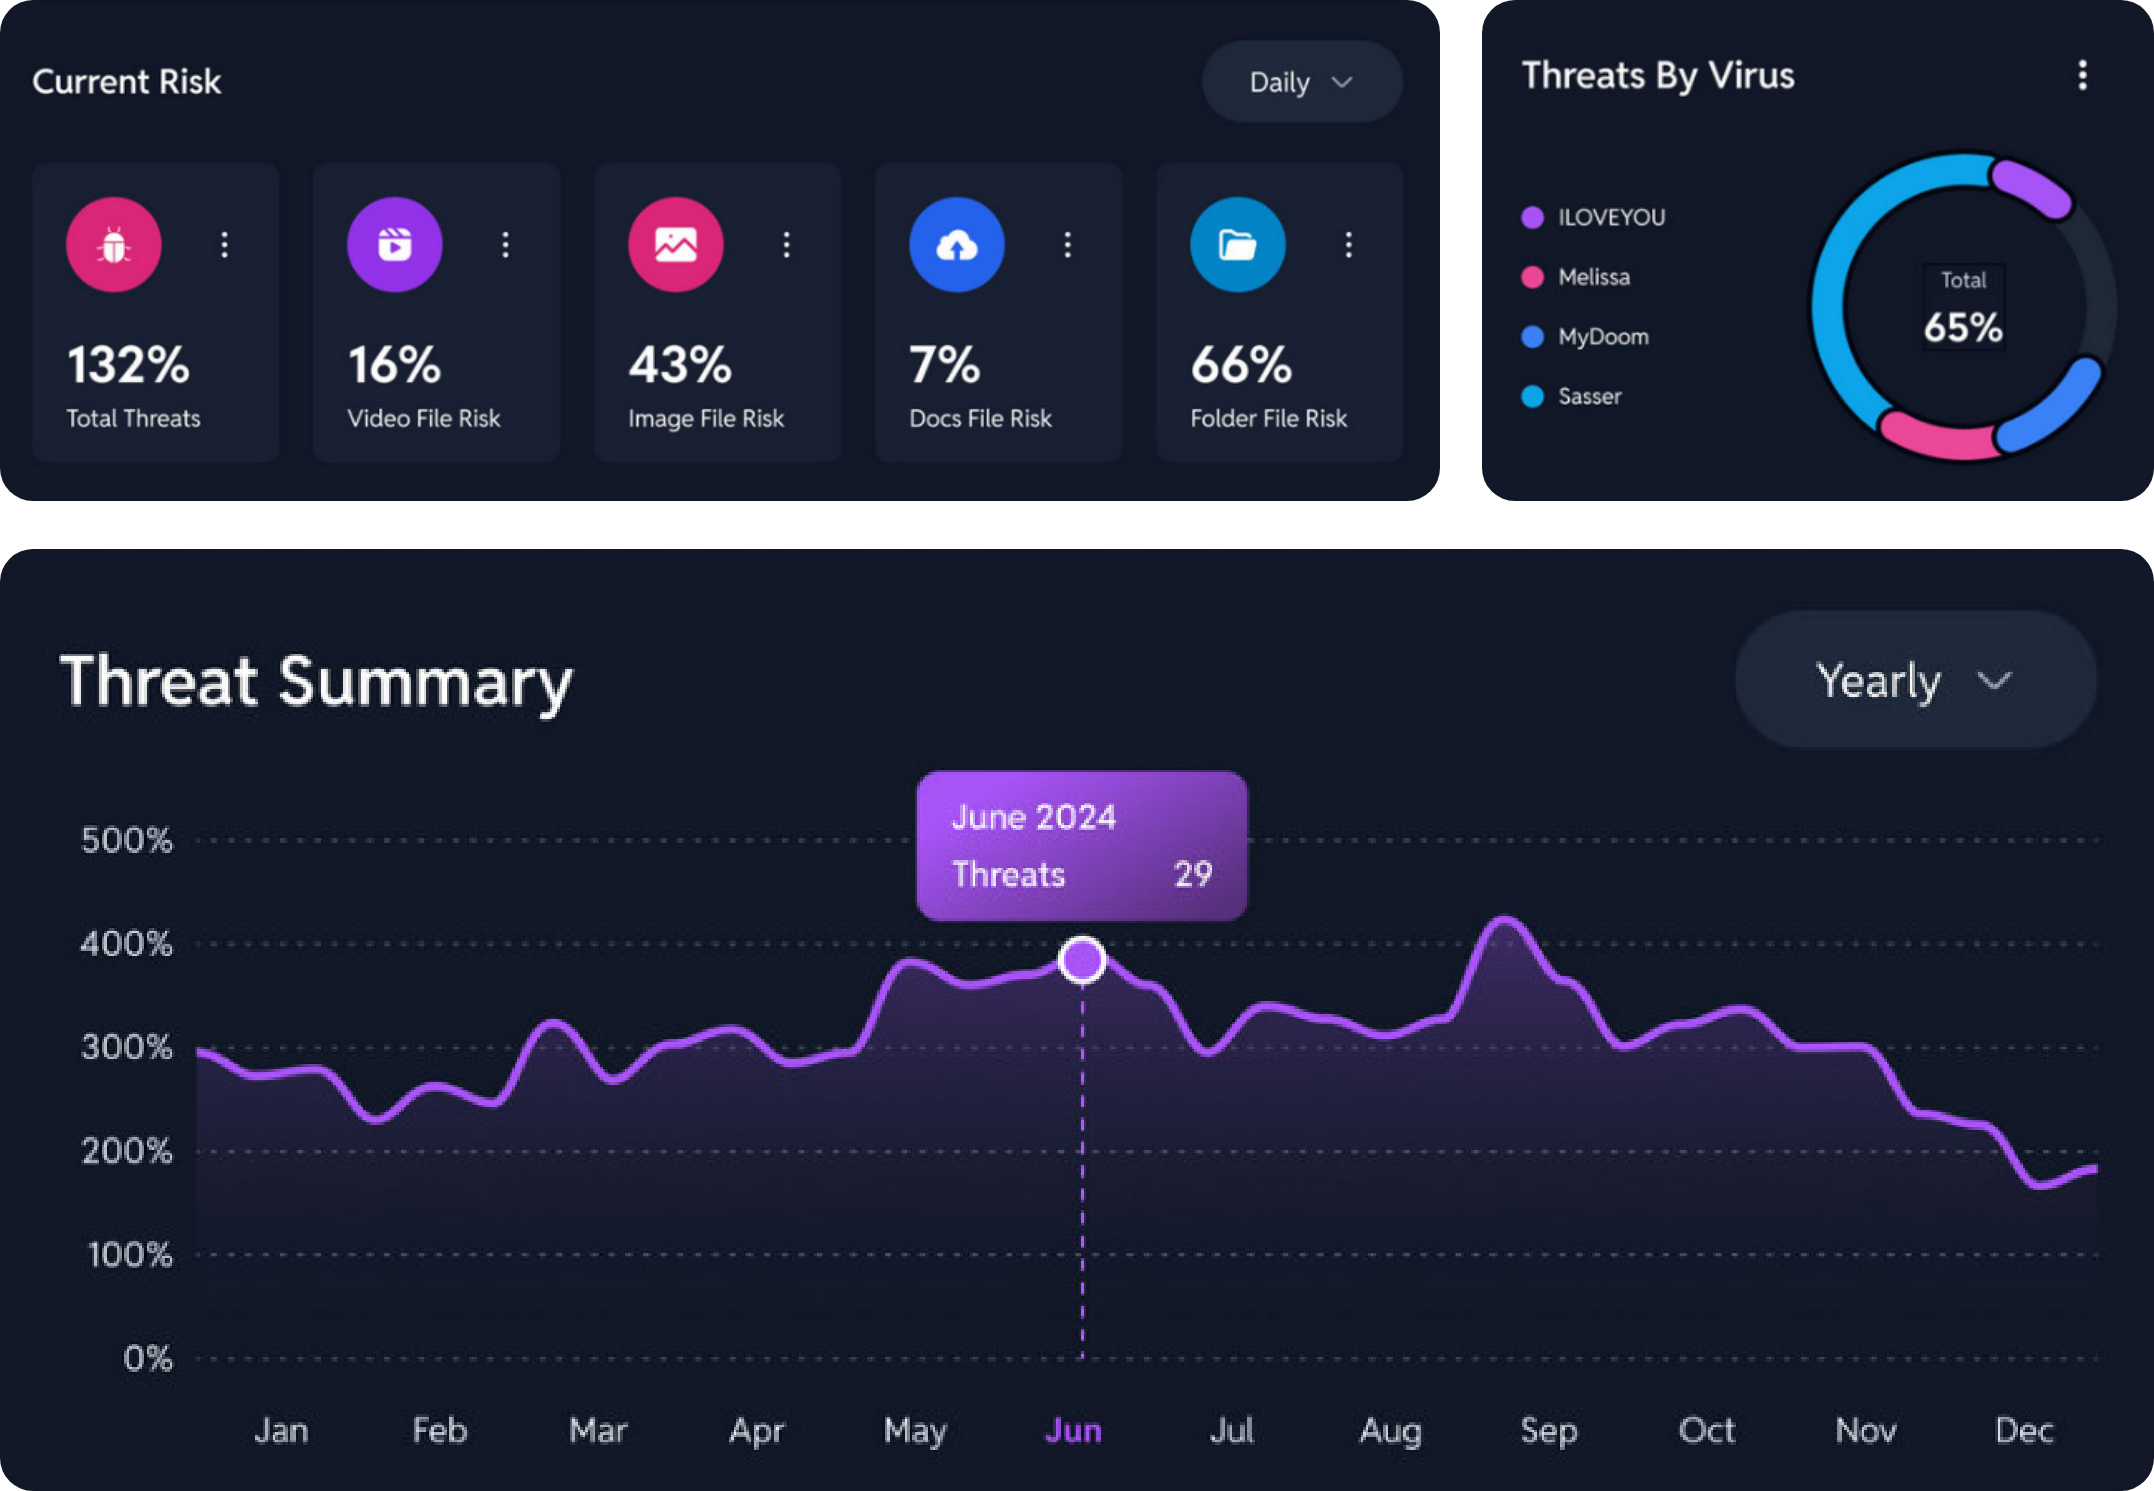 Current Risk
Daily
132%
Total Threats
16%
Video File Risk
43%
Image File Risk
7%
Docs File Risk
66%
Folder File Risk
Threats By Virus
ILOVEYOU
Melissa
MyDoom
Sasser
Total
65%
Threat Summary
Yearly
June 2024
Threats 29
500%
400%
300%
200%
100%
0%
Jan Feb Mar Apr May Jun Jul Aug Sep Oct Nov Dec